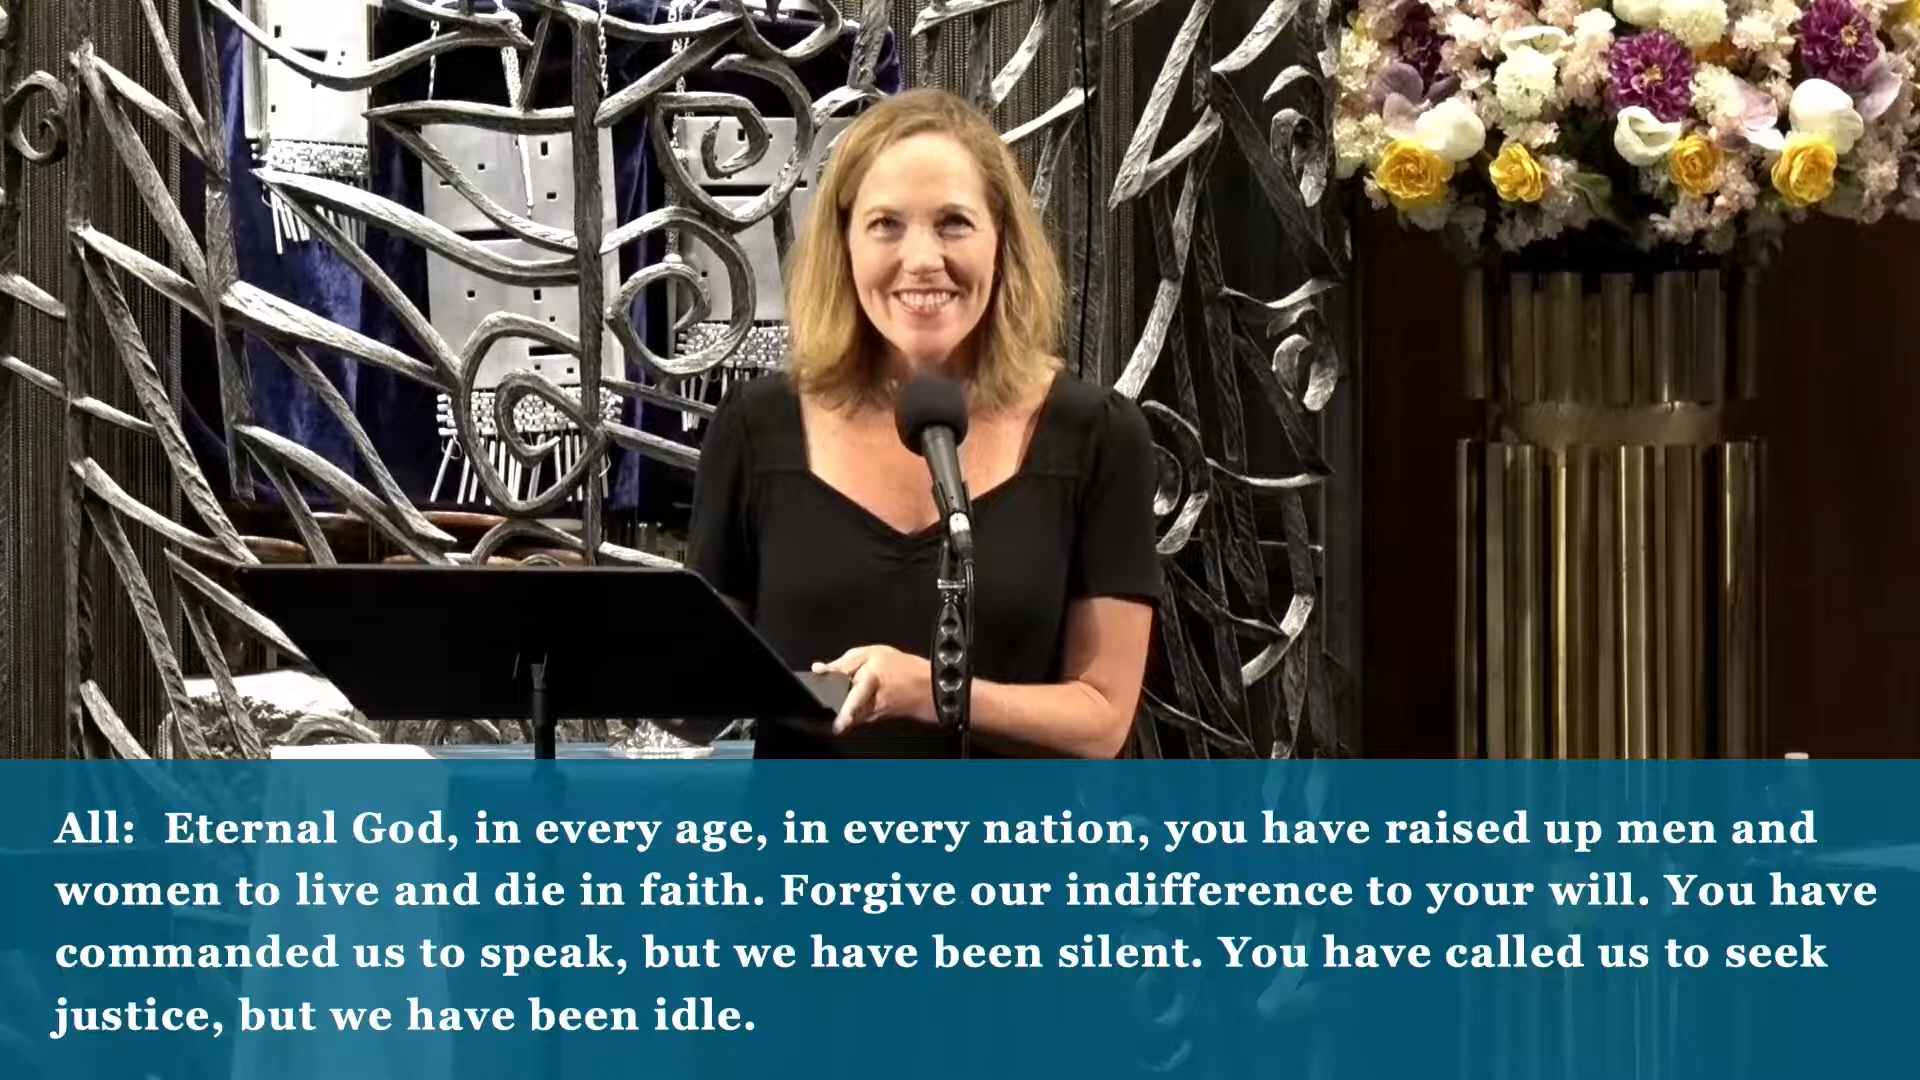 All:  Eternal God, in every age, in every nation, you have raised up men and
women to live and die in faith. Forgive our indifference to your will. You have
commanded us to speak, but we have been silent. You have called us to seek
justice, but we have been idle.